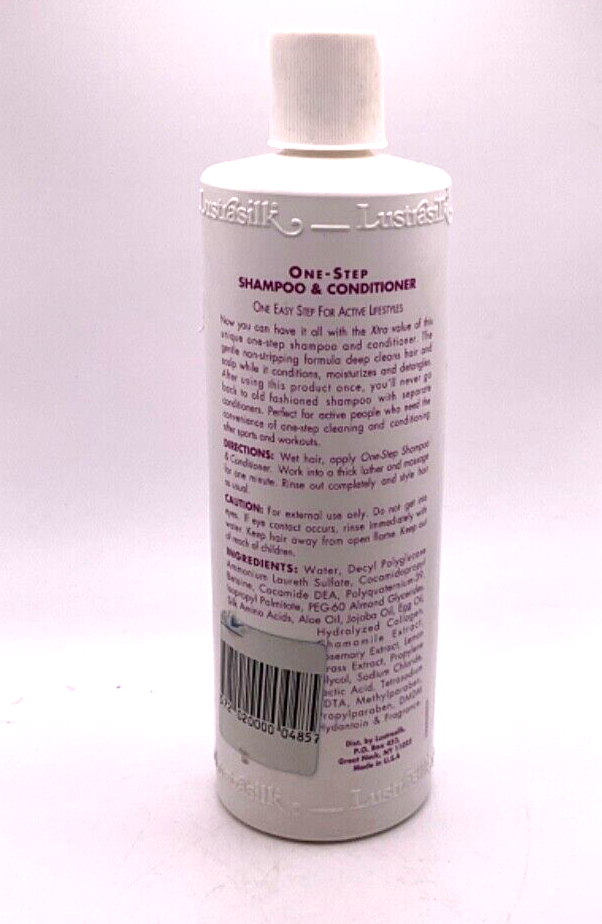 Lustrasilk — Lustrasilk
ONE-STEP
SHAMPOO & CONDITIONER
ONE EASY STEP FOR ACTIVE LIFESTYLES
Now you can have it all with the Xtra value of this
unique one-step shampoo and conditioner. The
gentle non-stripping formula deep cleans hair and
scalp while it conditions, moisturizes and detangles.
After using this product once, you'll never go
back to old fashioned shampoo with separate
conditioners. Perfect for active people who need the
convenience of one-step cleaning and conditioning
after sports and workouts.
DIRECTIONS: Wet hair, apply One-Step Shampoo
& Conditioner. Work into a thick lather and massage
for one minute. Rinse out completely and style hair
as usual.
CAUTION: For external use only. Do not get into
eyes. If eye contact occurs, rinse immediately with
water. Keep hair away from open flame. Keep out
of reach of children.
INGREDIENTS: Water, Decyl Polyglucose
Ammonium Laureth Sulfate, Cocamidopropyl
Betaine, Cocamide DEA, Polyquaternium-39,
Isopropyl Palmitate, PEG-60 Almond Glycerides,
Silk Amino Acids, Aloe Oil, Jojoba Oil, Egg Oil,
Hydrolyzed Collagen,
Chamomile Extract,
osemary Extract, Lemon
rass Extract, Propylene
lycol, Sodium Chloride,
actic Acid, Tetrasodium
DTA, Methylparaben,
ropylparaben, DMDM
Hydantoin & Fragrance.
20000 04857
Dist. by Lustrasilk,
P.O. Box 455,
Great Neck, NY
Made in U.S.A
Lustrasilk — Lustrasilk